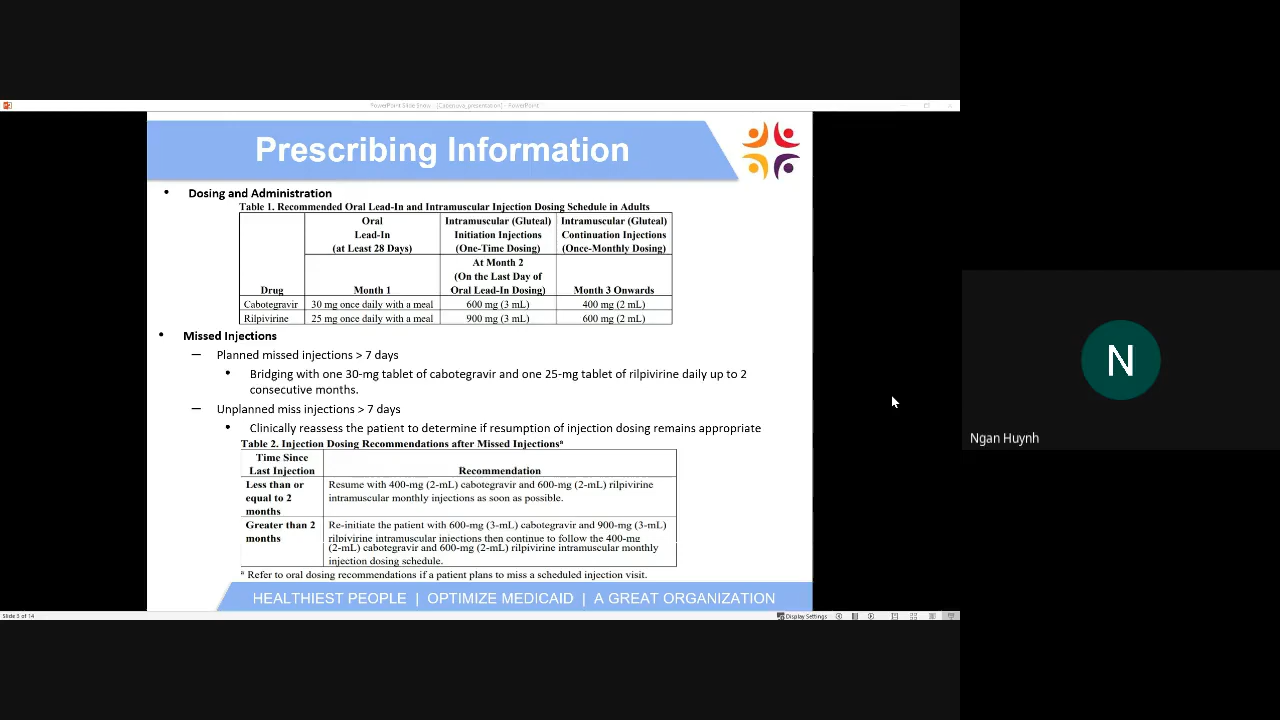 PowerPoint Slide Show - [Cabenuva_presentation] - PowerPoint
Prescribing Information
• Dosing and Administration
Table 1. Recommended Oral Lead-In and Intramuscular Injection Dosing Schedule in Adults
Drug
Oral
Lead-In
(at Least 28 Days)
Intramuscular (Gluteal)
Initiation Injections
(One-Time Dosing)
Intramuscular (Gluteal)
Continuation Injections
(Once-Monthly Dosing)
Month 1
At Month 2
(On the Last Day of
Oral Lead-In Dosing)
Month 3 Onwards
Cabotegravir 30 mg once daily with a meal 600 mg (3 mL) 400 mg (2 mL)
Rilpivirine 25 mg once daily with a meal 900 mg (3 mL) 600 mg (2 mL)
• Missed Injections
— Planned missed injections > 7 days
• Bridging with one 30-mg tablet of cabotegravir and one 25-mg tablet of rilpivirine daily up to 2
consecutive months.
— Unplanned miss injections > 7 days
• Clinically reassess the patient to determine if resumption of injection dosing remains appropriate
Table 2. Injection Dosing Recommendations after Missed Injectionsᵃ
Time Since
Last Injection
Recommendation
Less than or
equal to 2
months
Resume with 400-mg (2-mL) cabotegravir and 600-mg (2-mL) rilpivirine
intramuscular monthly injections as soon as possible.
Greater than 2
months
Re-initiate the patient with 600-mg (3-mL) cabotegravir and 900-mg (3-mL)
rilpivirine intramuscular injections then continue to follow the 400-mg
(2-mL) cabotegravir and 600-mg (2-mL) rilpivirine intramuscular monthly
injection dosing schedule.
ᵃ Refer to oral dosing recommendations if a patient plans to miss a scheduled injection visit.
HEALTHIEST PEOPLE | OPTIMIZE MEDICAID | A GREAT ORGANIZATION
Slide 3 of 14
Display Settings
N
Ngan Huynh